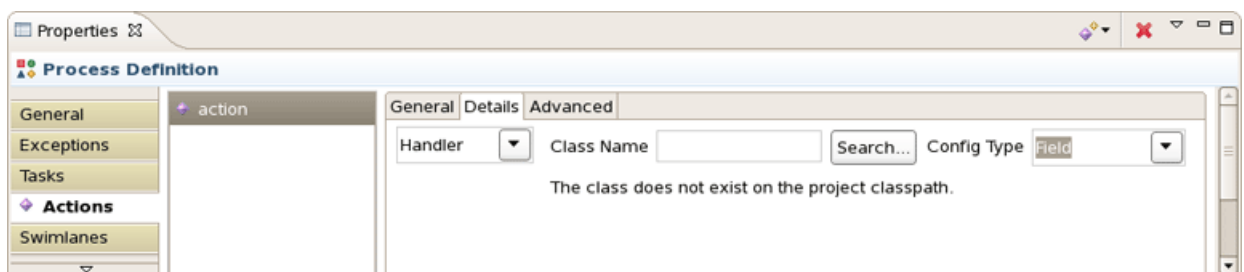 Properties
Process Definition
General
Exceptions
Tasks
Actions
Swimlanes
action
General Details Advanced
Handler Class Name Search... Config Type Field
The class does not exist on the project classpath.